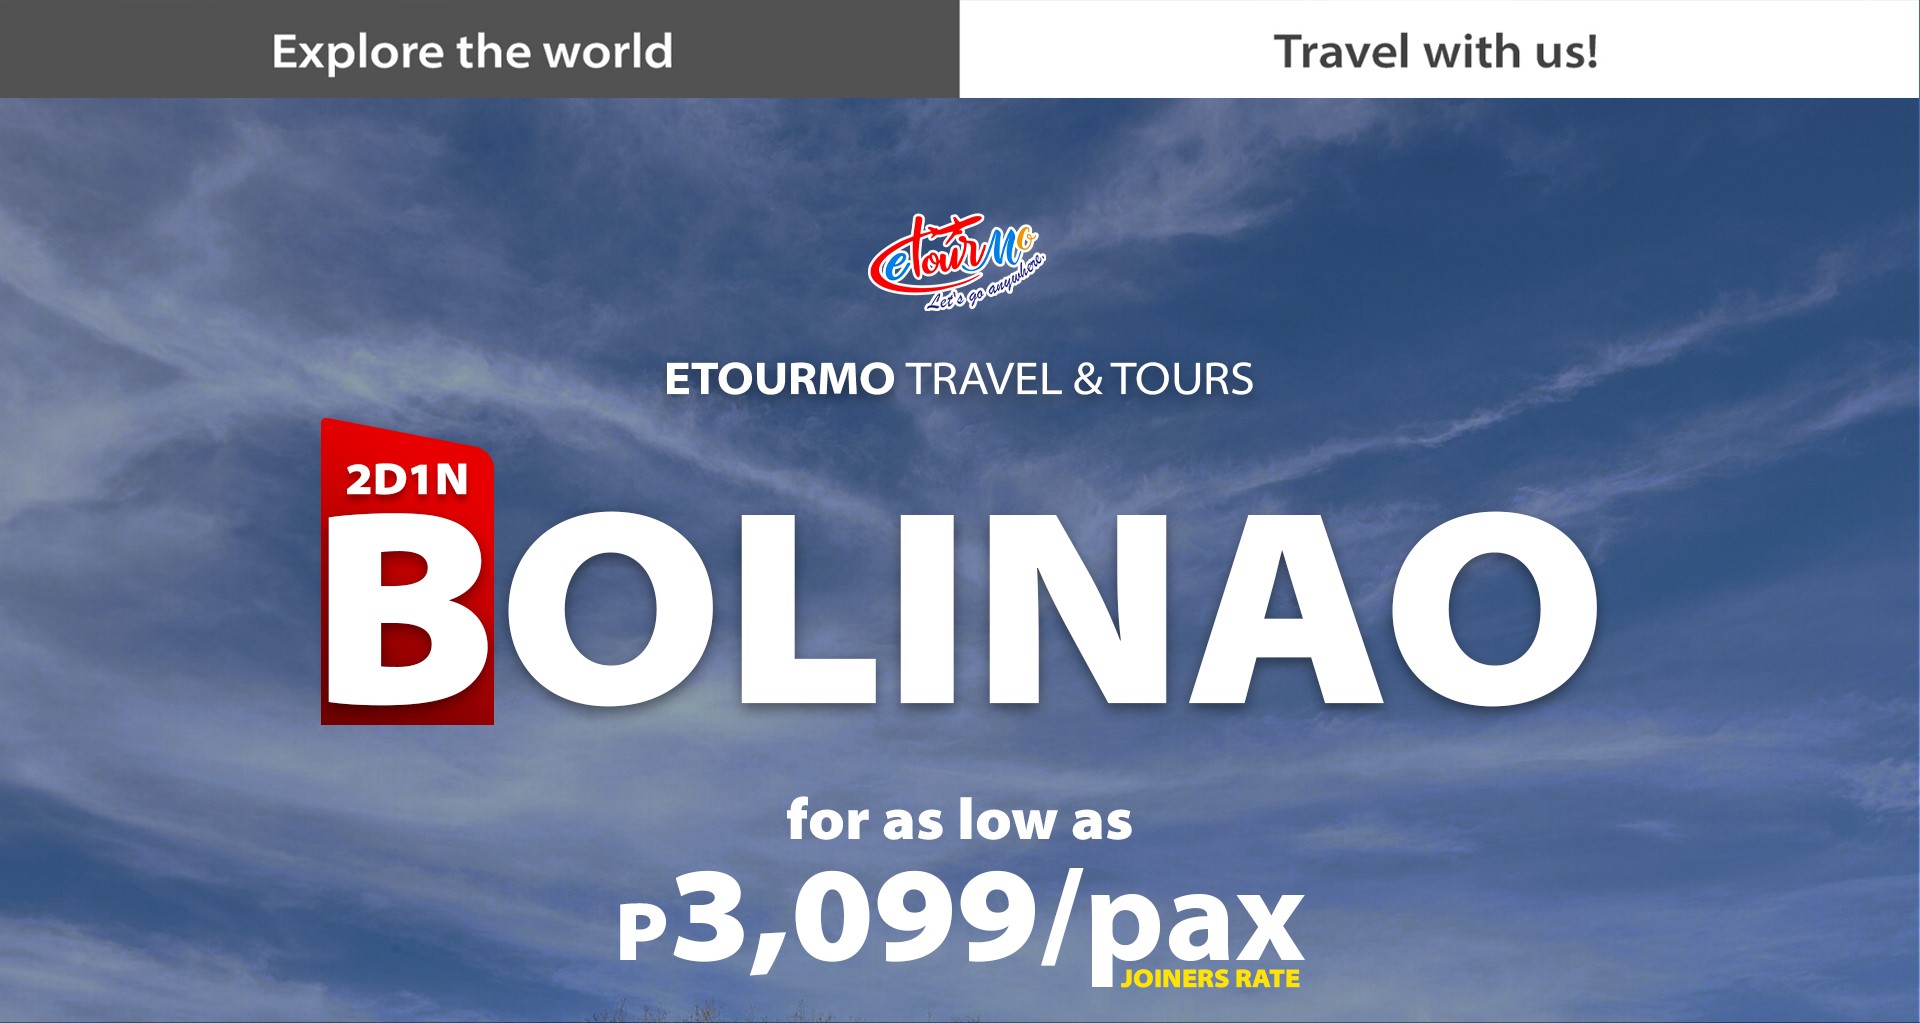 Explore the world
Travel with us!
etourMo
Let's go anywhere.
ETOURMO TRAVEL & TOURS
2D1N
BOLINAO
for as low as
P3,099/pax
JOINERS RATE